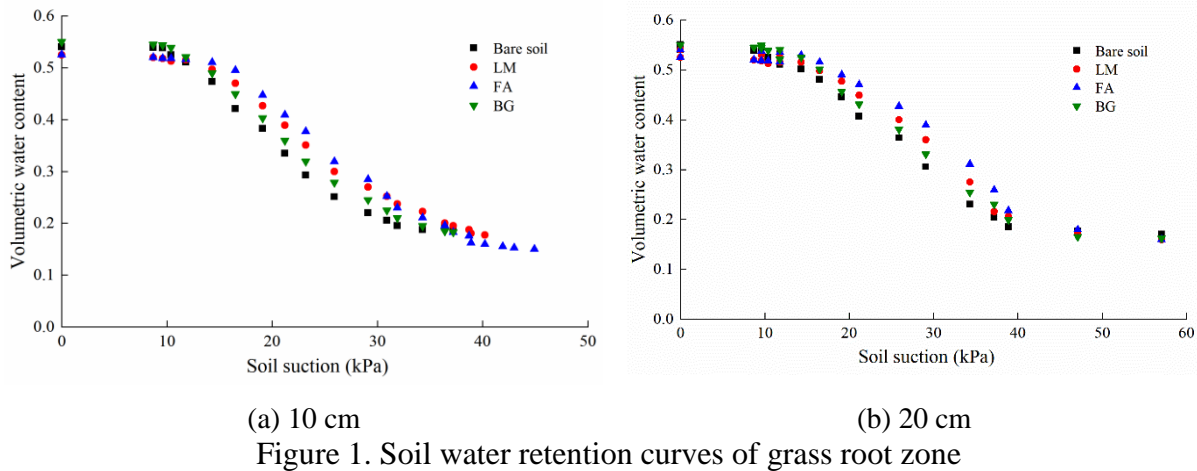 0.6
0.5
0.4
0.3
0.2
0.1
0.0
Volumetric water content
0
10
20
30
40
50
Soil suction (kPa)
Bare soil
LM
FA
BG
0.6
0.5
0.4
0.3
0.2
0.1
0.0
Volumetric water content
0
10
20
30
40
50
60
Soil suction (kPa)
Bare soil
LM
FA
BG
(a) 10 cm
(b) 20 cm
Figure 1. Soil water retention curves of grass root zone